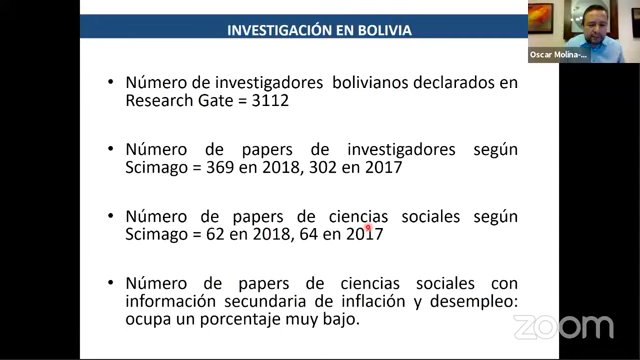 INVESTIGACIÓN EN BOLIVIA
Oscar Molina-...
• Número de investigadores bolivianos declarados en
Research Gate = 3112
• Número de papers de investigadores según
Scimago = 369 en 2018, 302 en 2017
• Número de papers de ciencias sociales según
Scimago = 62 en 2018, 64 en 2017
• Número de papers de ciencias sociales con
información secundaria de inflación y desempleo:
ocupa un porcentaje muy bajo.
zoom